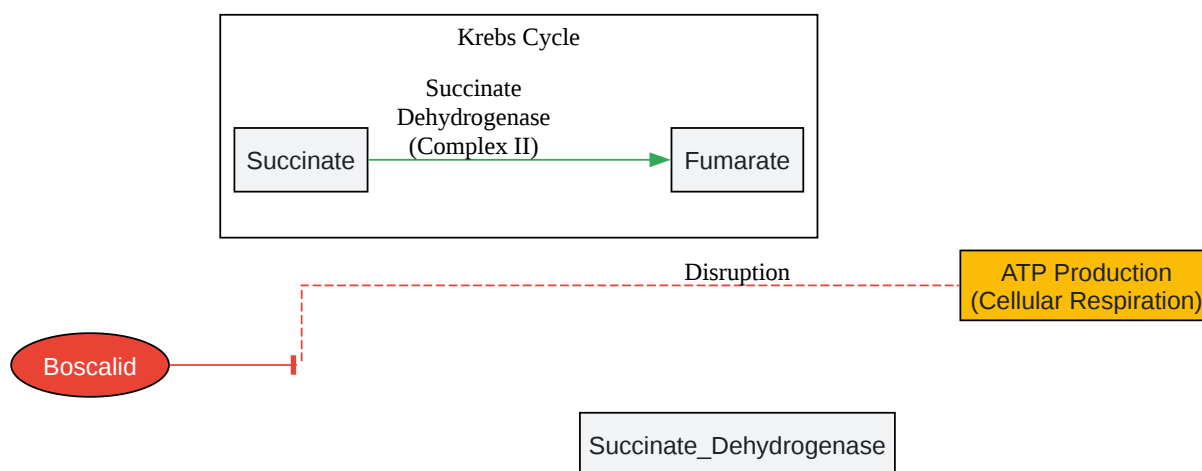 Krebs Cycle
Succinate
Dehydrogenase
(Complex II)
Succinate
Fumarate
Disruption
ATP Production
(Cellular Respiration)
Boscalid
Succinate_Dehydrogenase